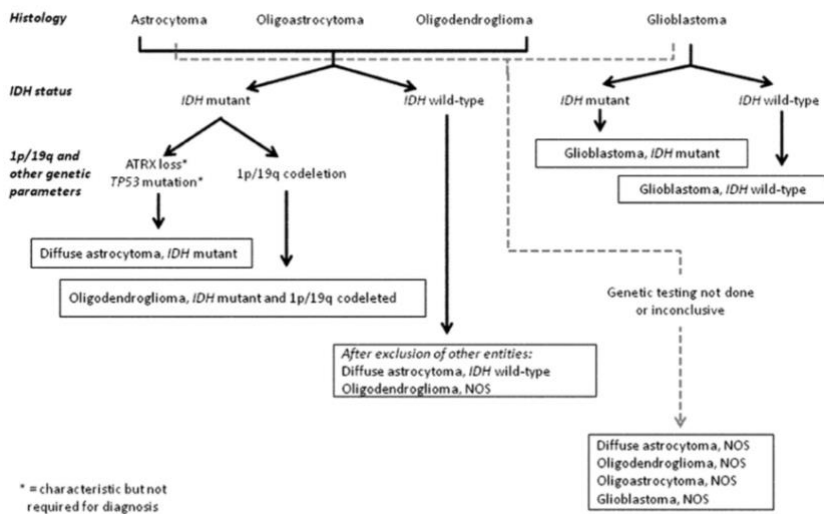 Histology
Astrocytoma
Oligoastrocytoma
Oligodendroglioma
Glioblastoma
IDH status
IDH mutant
IDH wild-type
IDH mutant
IDH wild-type
1p/19q and
other genetic
parameters
ATRX loss*
TP53 mutation*
1p/19q codeletion
Glioblastoma, IDH mutant
Glioblastoma, IDH wild-type
Diffuse astrocytoma, IDH mutant
Oligodendroglioma, IDH mutant and 1p/19q codeleted
Genetic testing not done
or inconclusive
After exclusion of other entities:
Diffuse astrocytoma, IDH wild-type
Oligodendroglioma, NOS
Diffuse astrocytoma, NOS
Oligodendroglioma, NOS
Oligoastrocytoma, NOS
Glioblastoma, NOS
* = characteristic but not
required for diagnosis